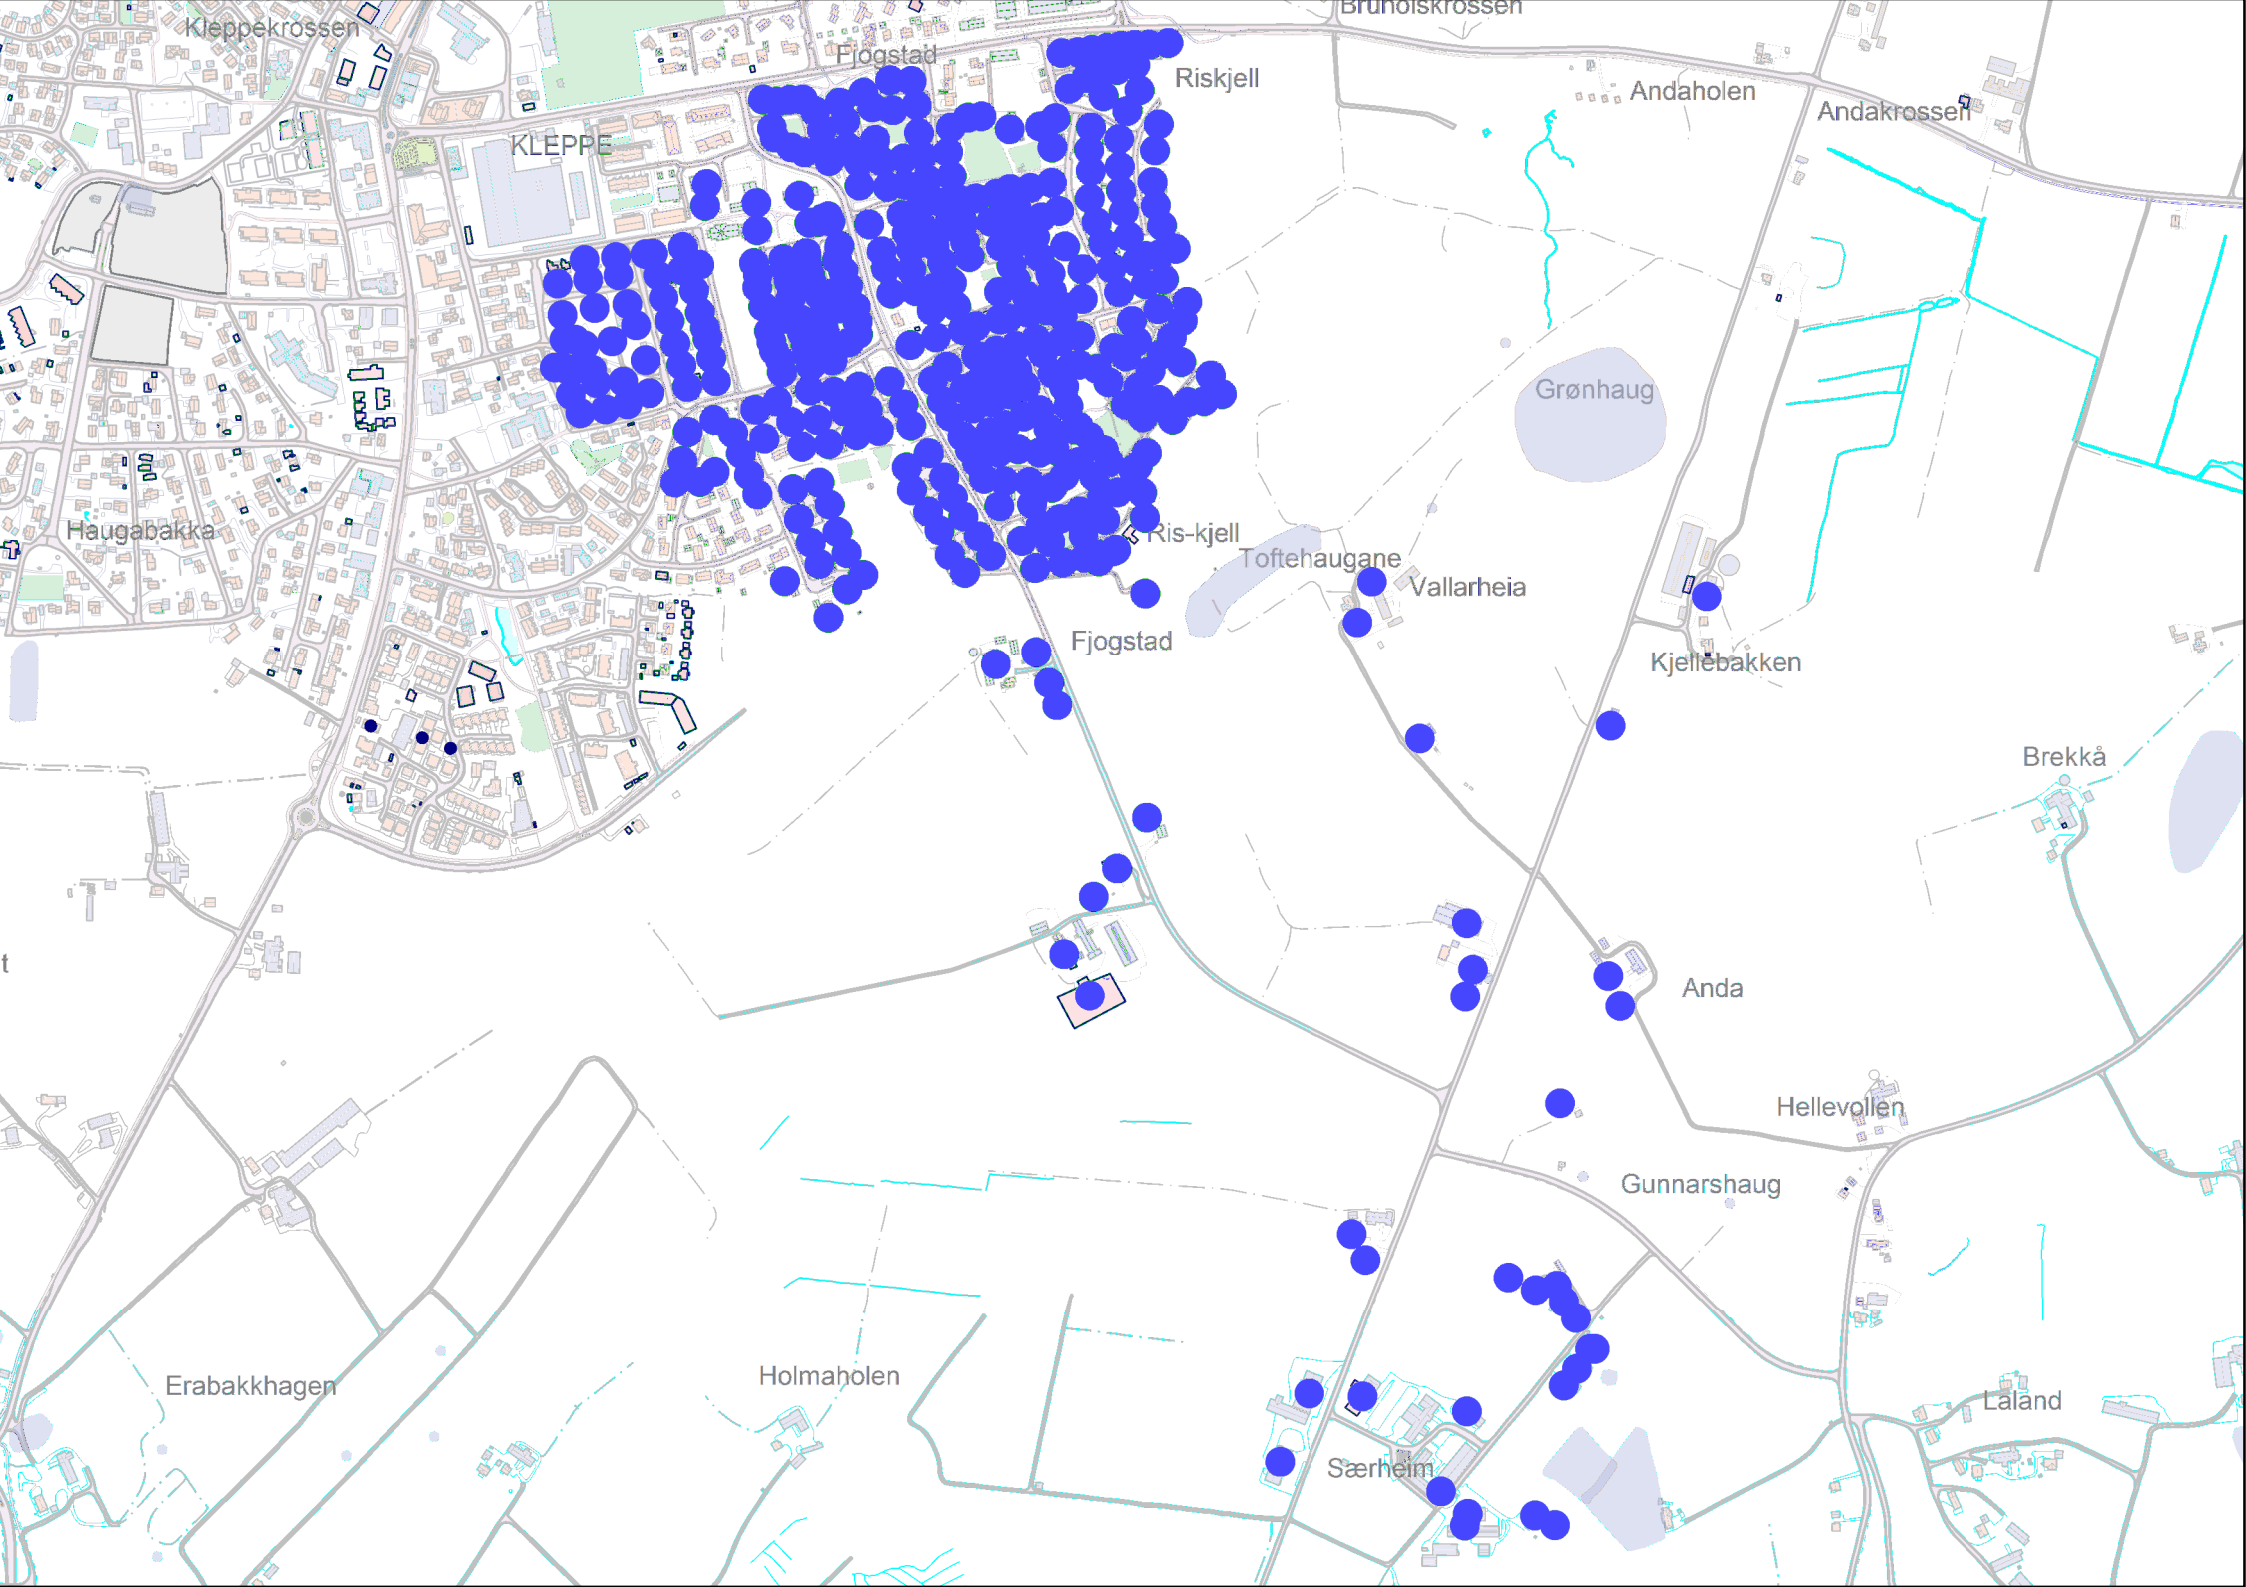 Bruholskrossen
Kleppekrossen
Fjogstad
Riskjell
Andaholen
Andakrossen
KLEPPE
Grønhaug
Haugabakka
Ris-kjell
Toftehaugane
Vallarheia
Fjogstad
Kjellebakken
Brekkå
t
Anda
Hellevollen
Gunnarshaug
Holmaholen
Erabakkhagen
Laland
Særheim